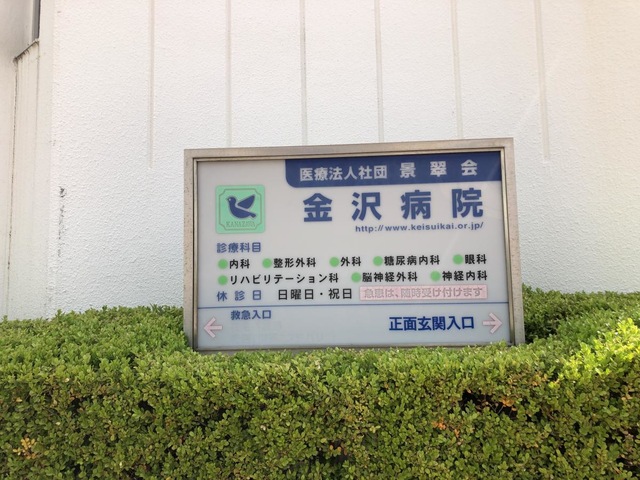 医療法人社団 景翠会
金沢病院
http://www.keisuikai.or.jp/
診療科目
●内科 ●整形外科 ●外科 ●糖尿病内科 ●眼科
●リハビリテーション科 ●脳神経外科 ●神経内科
休診日 日曜日・祝日 急患は、随時受け付けます
救急入口
正面玄関入口